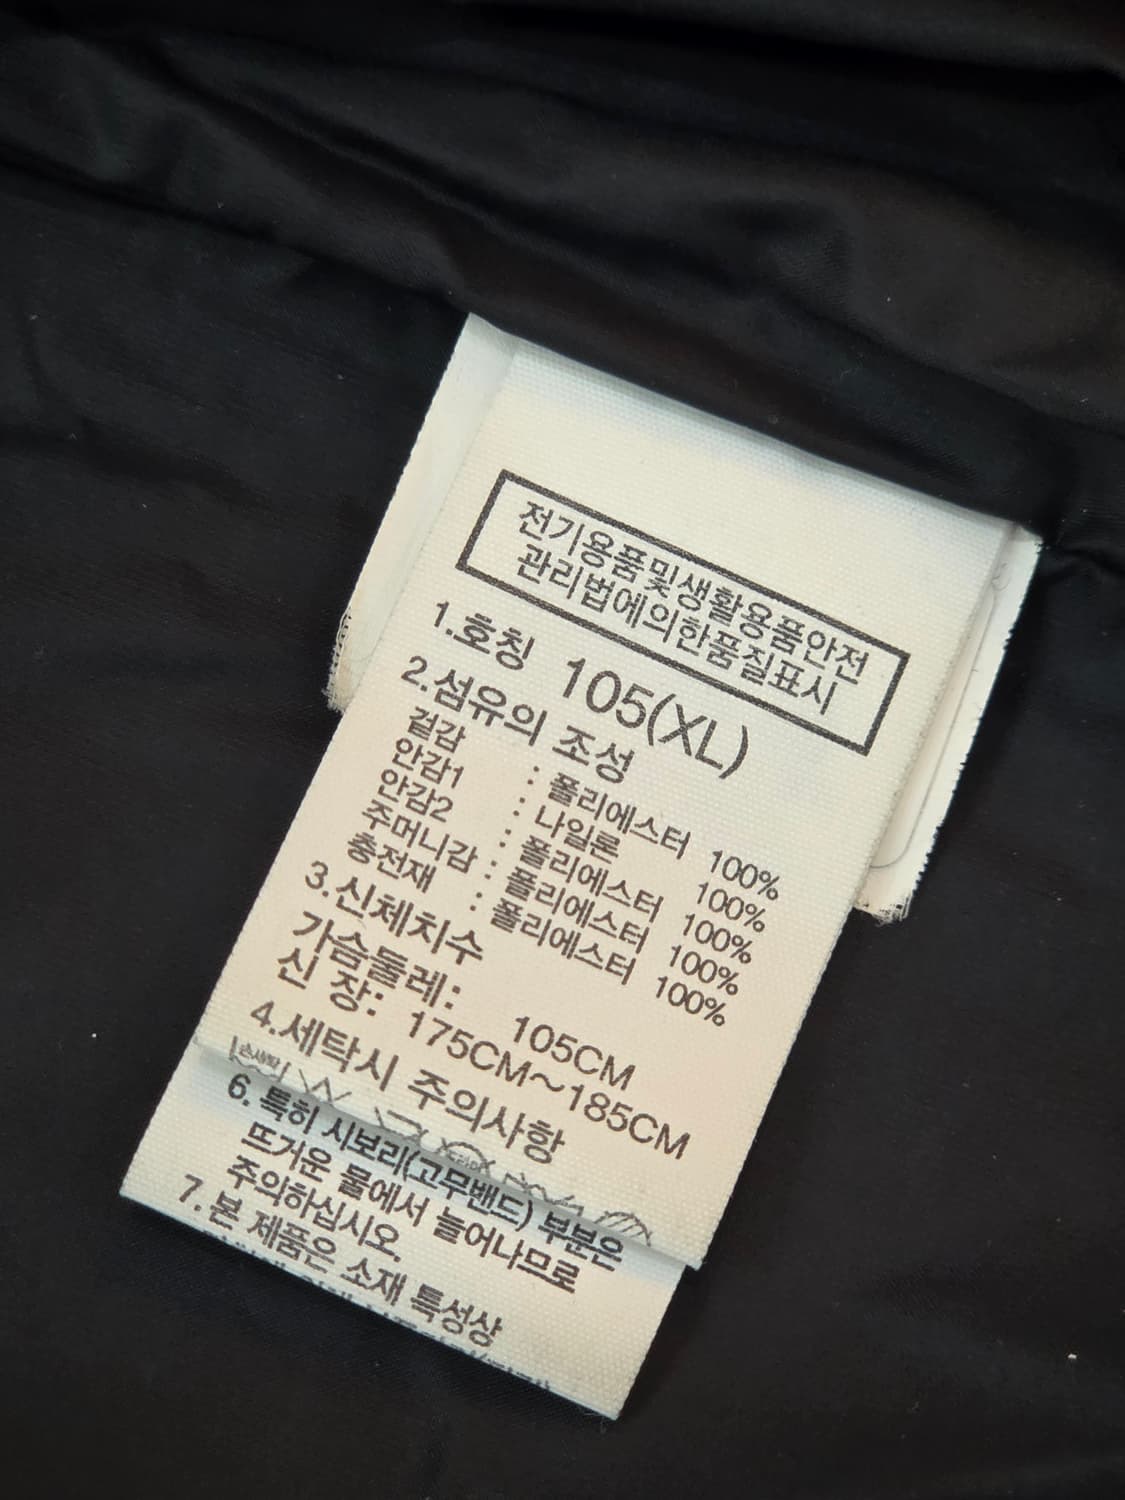 전기용품및생활용품안전
관리법에의한품질표시
1.호칭 105(XL)
2.섬유의 조성
겉감 : 폴리에스터 100%
안감1 : 나일론 100%
안감2 : 폴리에스터 100%
주머니감 : 폴리에스터 100%
충전재 : 폴리에스터 100%
3.신체치수
가슴둘레: 105CM
신 장: 175CM~185CM
4.세탁시 주의사항
손세탁
드라이
6. 특히 시보리(고무밴드) 부분은
뜨거운 물에서 늘어나므로
주의하십시오.
7.본 제품은 소재 특성상